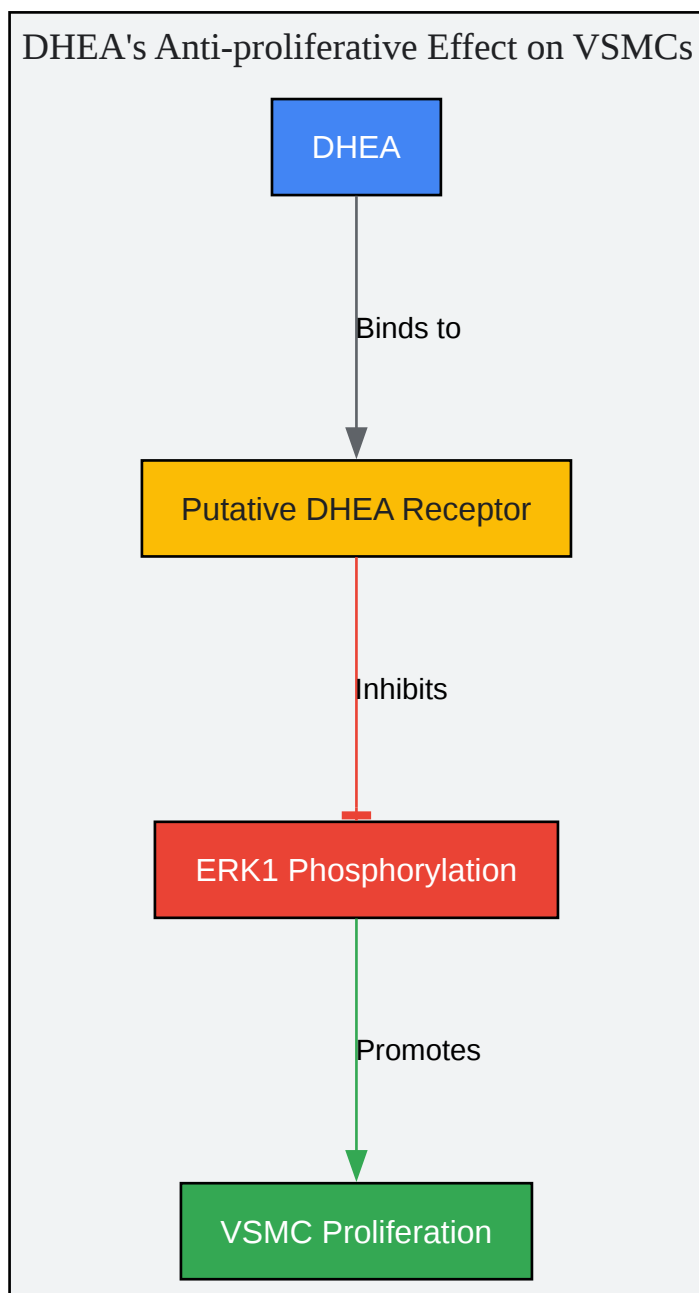 DHEA's Anti-proliferative Effect on VSMCs
DHEA
Binds to
Putative DHEA Receptor
Inhibits
ERK1 Phosphorylation
Promotes
VSMC Proliferation